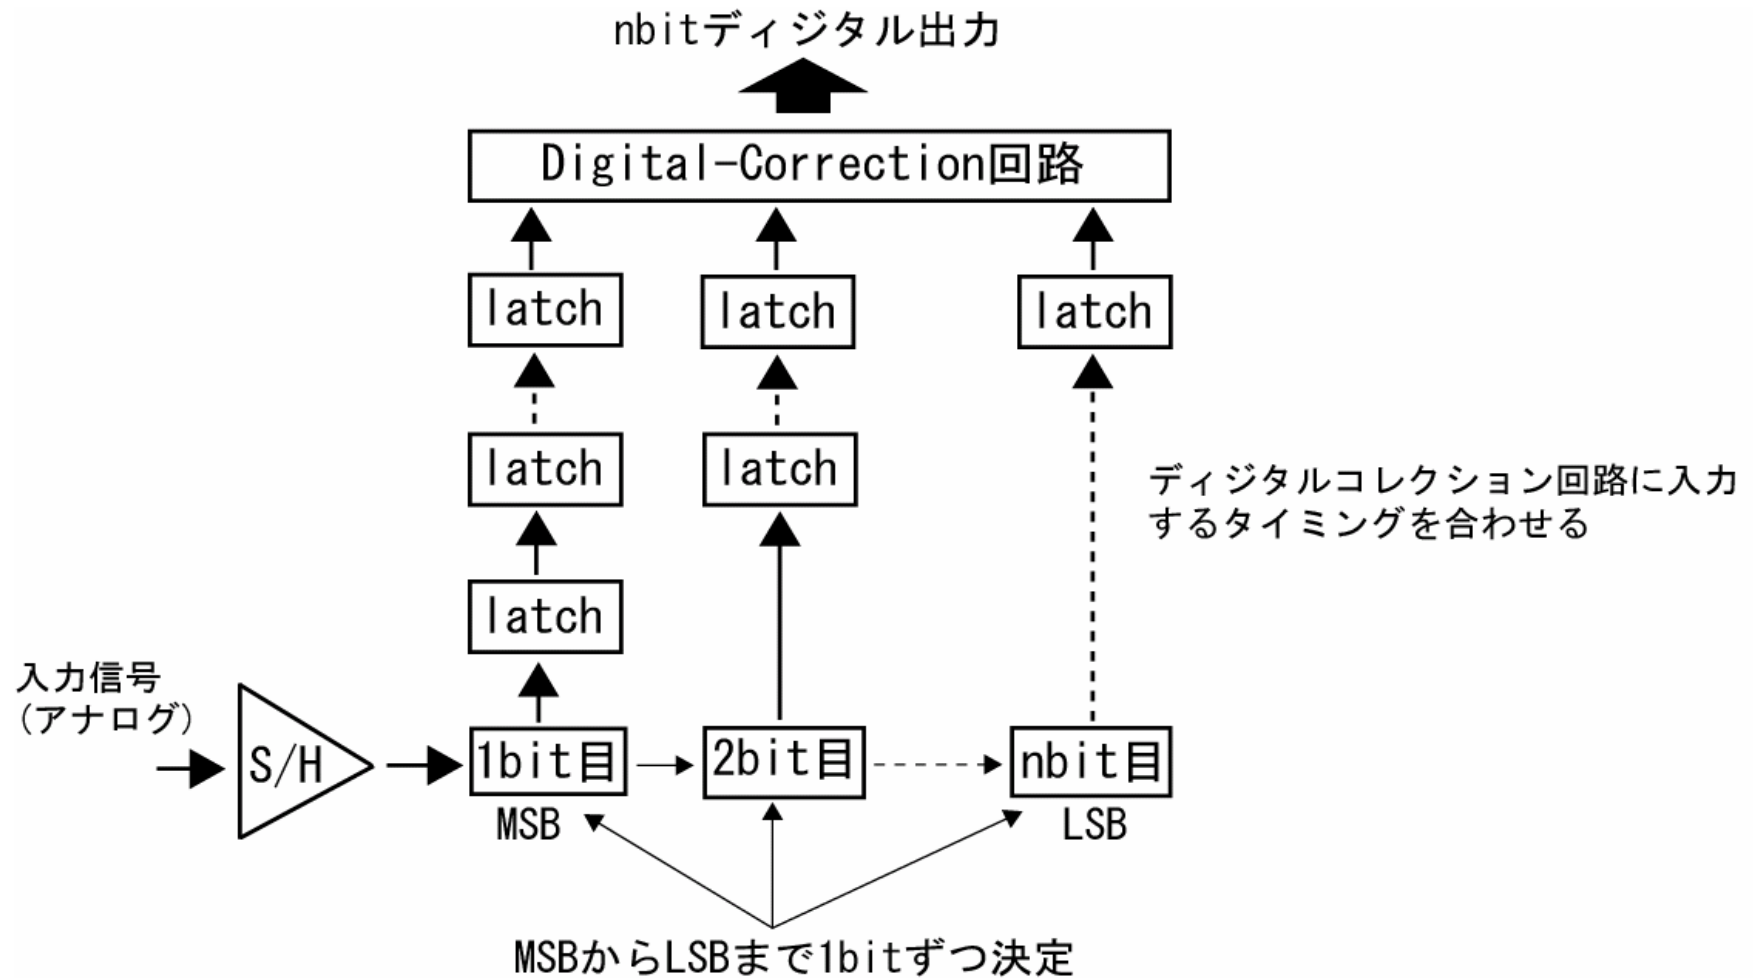 nbitディジタル出力
Digital-Correction回路
latch
latch
latch
latch
latch
ディジタルコレクション回路に入力
するタイミングを合わせる
latch
入力信号
(アナログ)
S/H
1bit目
2bit目
nbit目
MSB
LSB
MSBからLSBまで1bitずつ決定